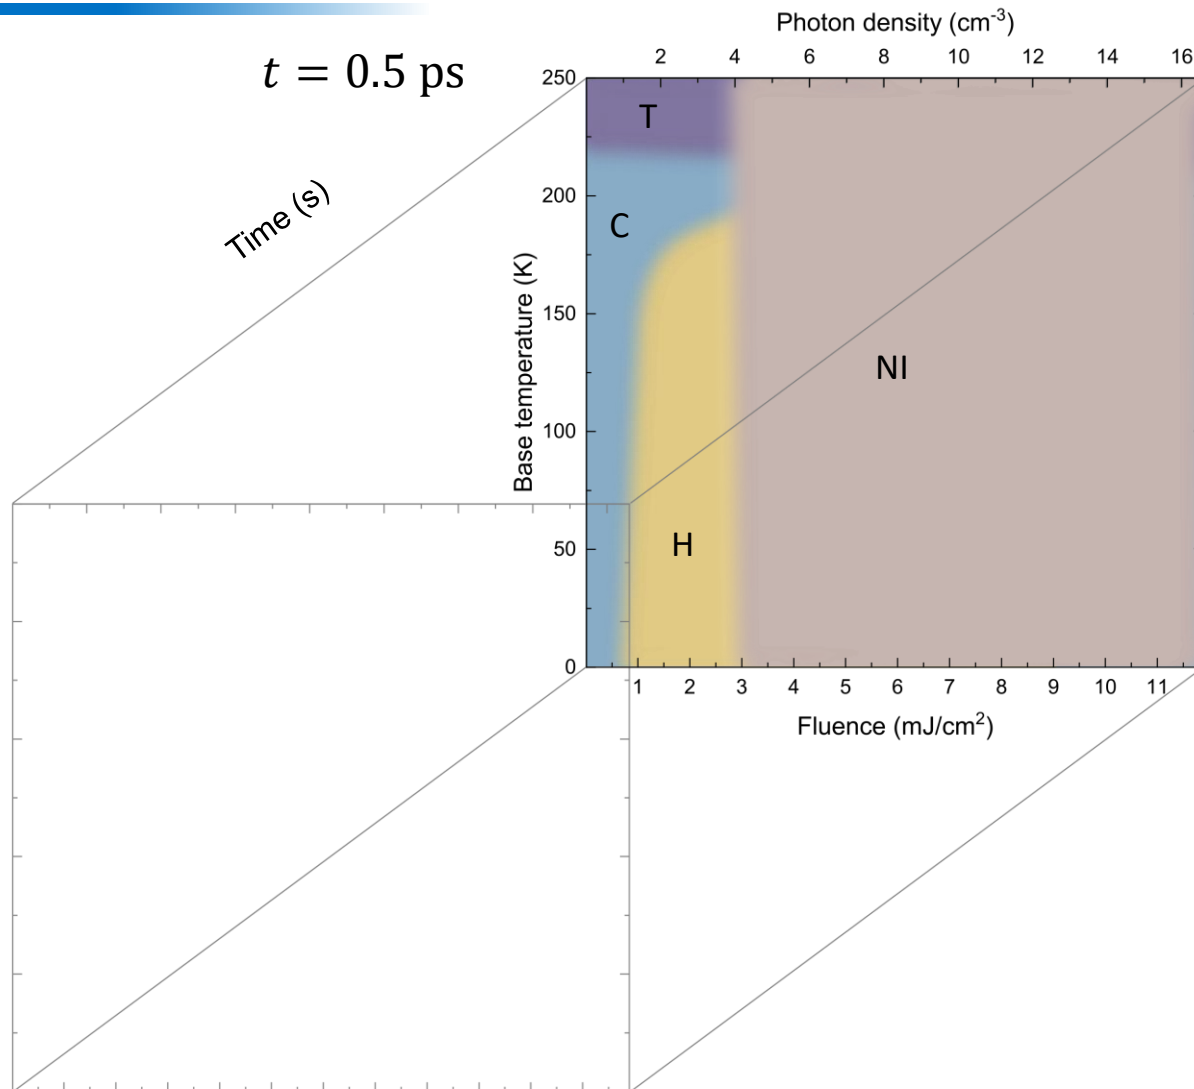 Photon density (cm⁻³)
t = 0.5 ps
2 4 6 8 10 12 14 16
250
T
Time (s)
200
C
Base temperature (K)
150
NI
100
H
50
0
1 2 3 4 5 6 7 8 9 10 11
Fluence (mJ/cm²)